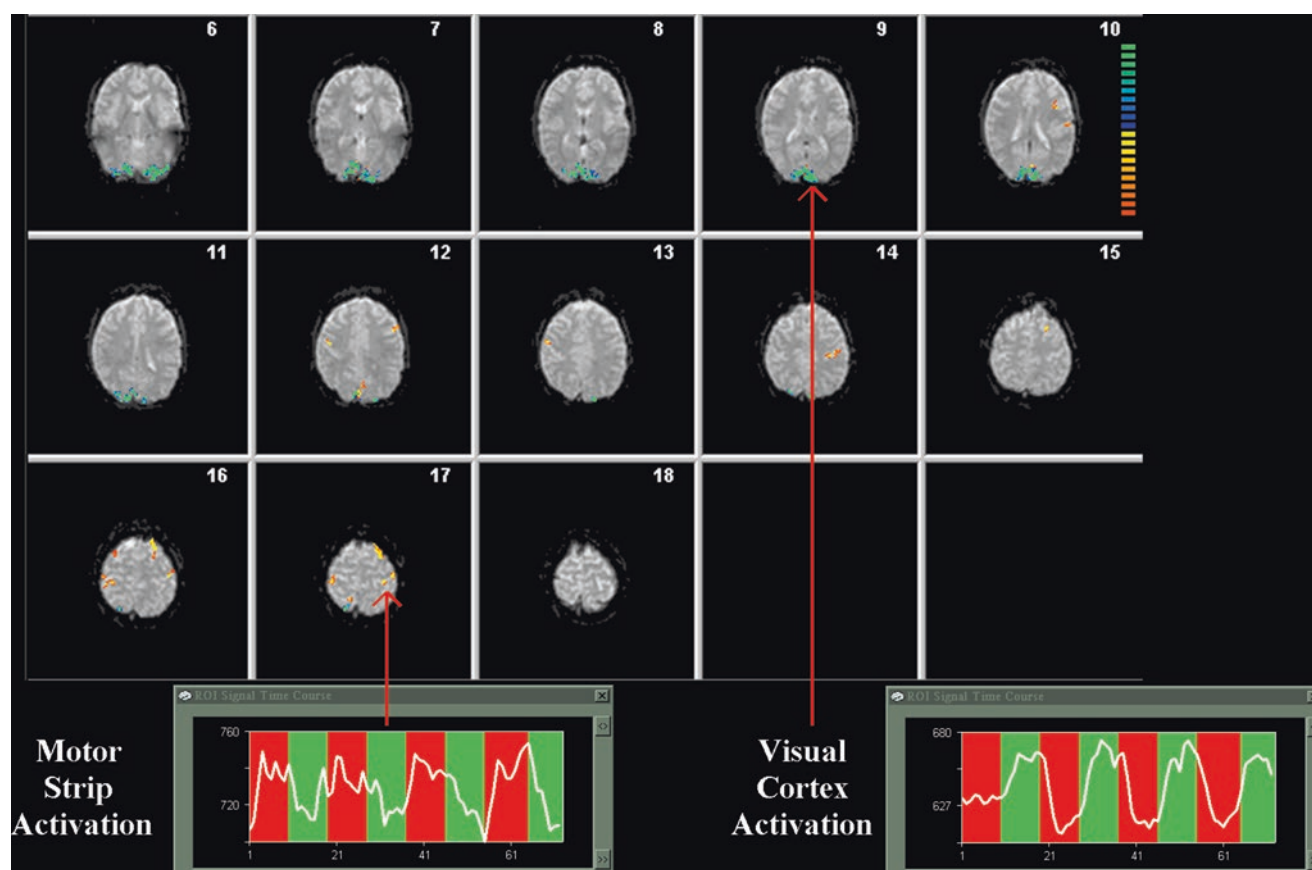 6
7
8
9
10
11
12
13
14
15
16
17
18
ROI Signal Time Course
Motor
Strip
Activation
760
720
1 21 41 61
Visual
Cortex
Activation
ROI Signal Time Course
680
627
1 21 41 61